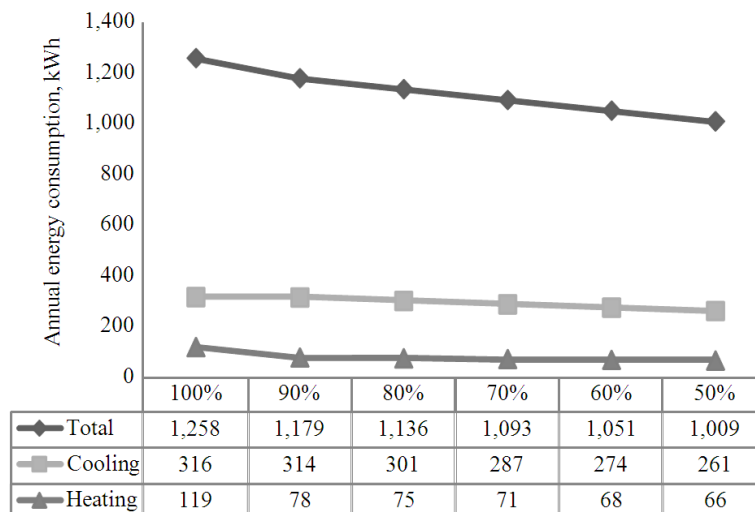 Annual energy consumption, kWh
1,400
1,200
1,000
800
600
400
200
0
100% 90% 80% 70% 60% 50%
Total 1,258 1,179 1,136 1,093 1,051 1,009
Cooling 316 314 301 287 274 261
Heating 119 78 75 71 68 66